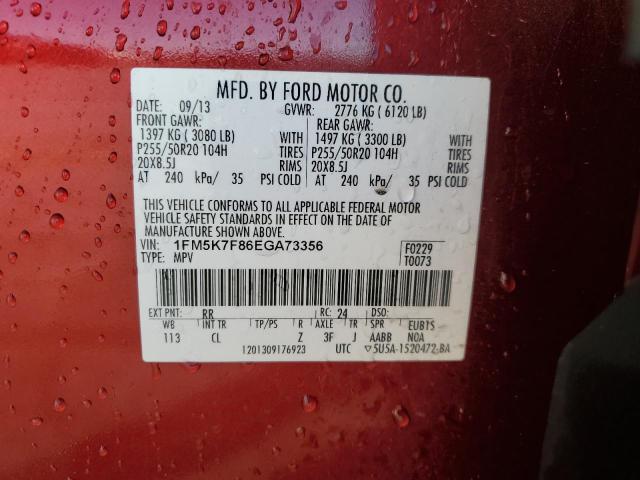 MFD. BY FORD MOTOR CO.
DATE: 09/13 GVWR: 2776 KG ( 6120 LB)
FRONT GAWR: REAR GAWR:
1397 KG ( 3080 LB) WITH 1497 KG ( 3300 LB) WITH
P255/50R20 104H TIRES P255/50R20 104H TIRES
20X8.5J RIMS 20X8.5J RIMS
AT 240 kPa/ 35 PSI COLD AT 240 kPa/ 35 PSI COLD
THIS VEHICLE CONFORMS TO ALL APPLICABLE FEDERAL MOTOR
VEHICLE SAFETY STANDARDS IN EFFECT ON THE DATE OF
MANUFACTURE SHOWN ABOVE.
VIN: 1FM5K7F86EGA73356 F0229
TYPE: MPV T0073
EXT PNT: RR RC: 24 DSO:
WB INT TR TP/PS R AXLE TR SPR EUBTS
113 CL Z 3F J AABB N0A
1201309176923 UTC ▽5U5A-1520472-BA